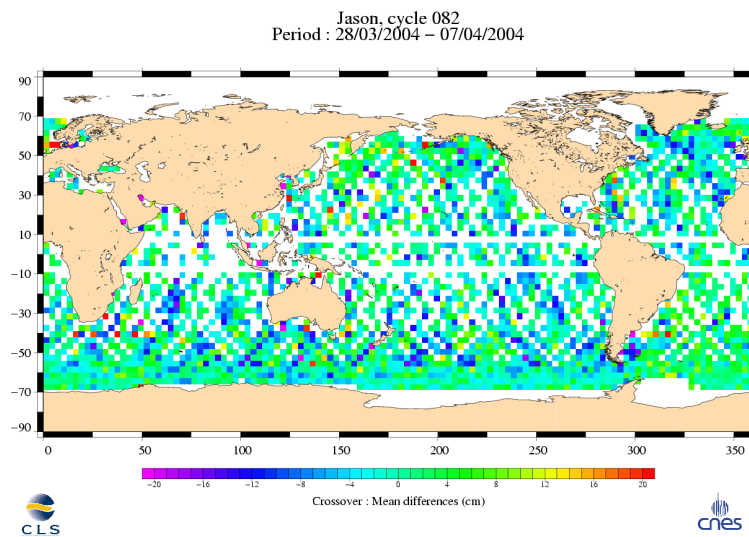 Jason, cycle 082
Period : 28/03/2004 − 07/04/2004
90
70
50
30
10
−10
−30
−50
−70
−90
0 50 100 150 200 250 300 350
−20 −16 −12 −8 −4 0 4 8 12 16 20
Crossover : Mean differences (cm)
CLS
cnes